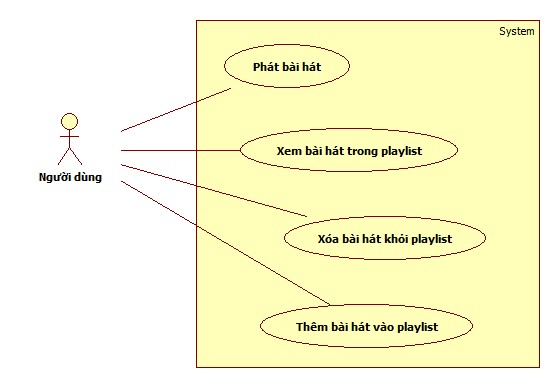 System
Phát bài hát
Xem bài hát trong playlist
Người dùng
Xóa bài hát khỏi playlist
Thêm bài hát vào playlist